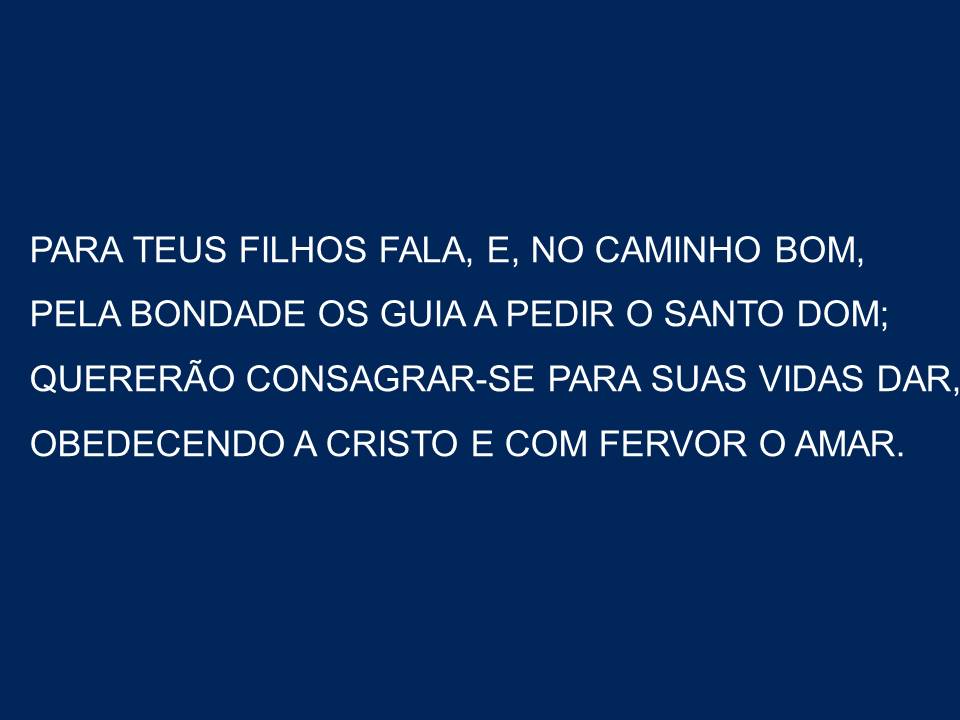 PARA TEUS FILHOS FALA, E, NO CAMINHO BOM,
PELA BONDADE OS GUIA A PEDIR O SANTO DOM;
QUERERÃO CONSAGRAR-SE PARA SUAS VIDAS DAR,
OBEDECENDO A CRISTO E COM FERVOR O AMAR.